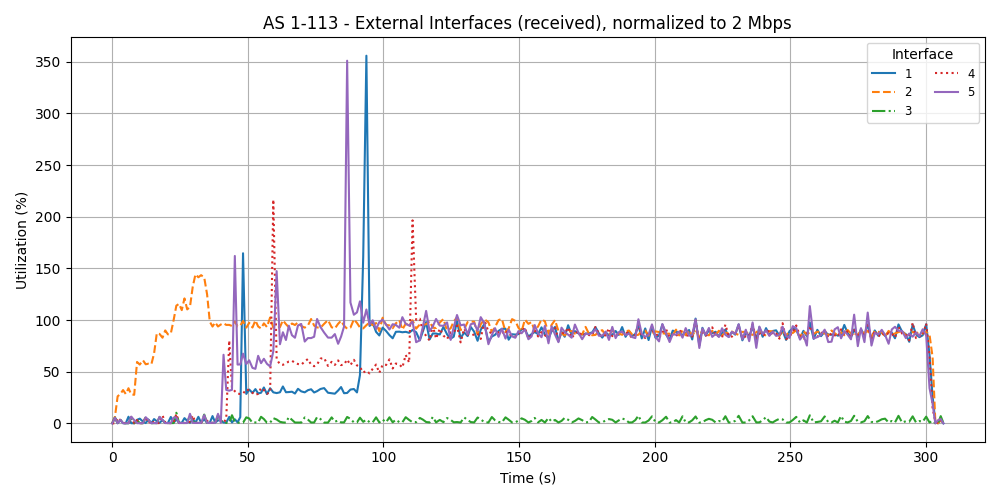 AS 1-113 - External Interfaces (received), normalized to 2 Mbps
Interface
1 4
2 5
3
Utilization (%)
350
300
250
200
150
100
50
0
0 50 100 150 200 250 300
Time (s)